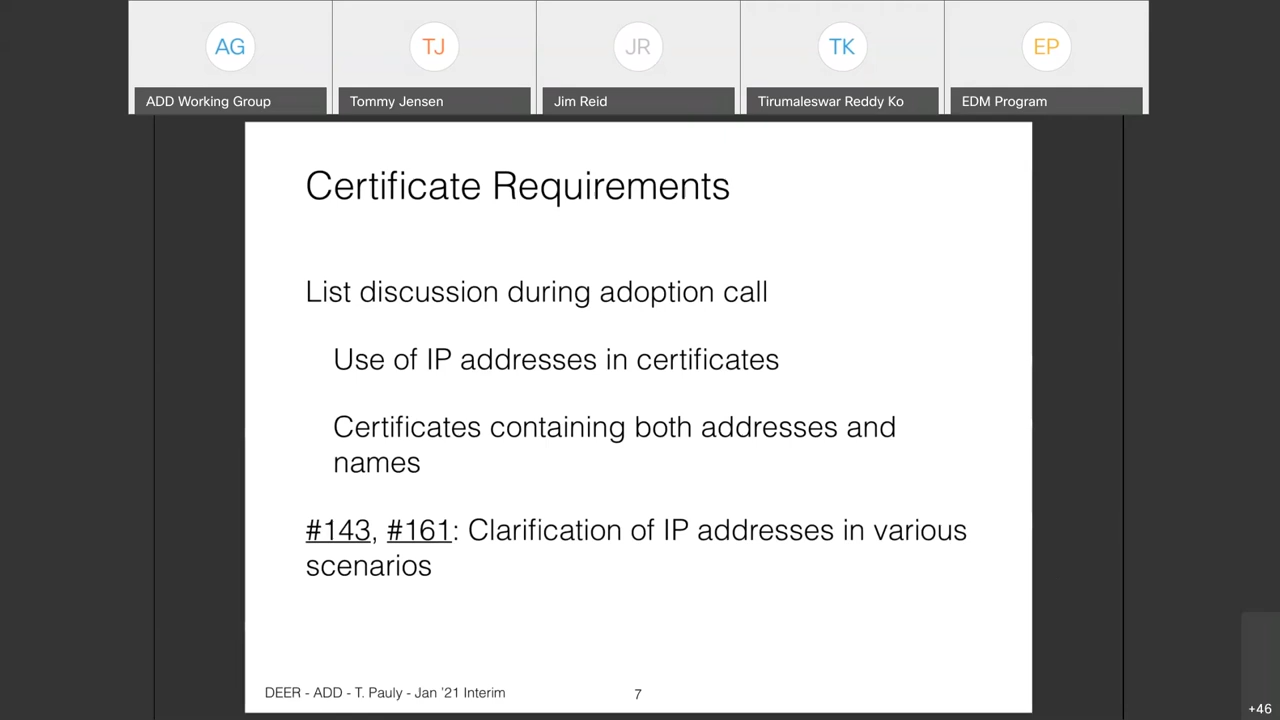 AG
TJ
JR
TK
EP
ADD Working Group
Tommy Jensen
Jim Reid
Tirumaleswar Reddy Ko
EDM Program
Certificate Requirements
List discussion during adoption call
Use of IP addresses in certificates
Certificates containing both addresses and
names
#143, #161: Clarification of IP addresses in various
scenarios
DEER - ADD - T. Pauly - Jan '21 Interim
7
+46